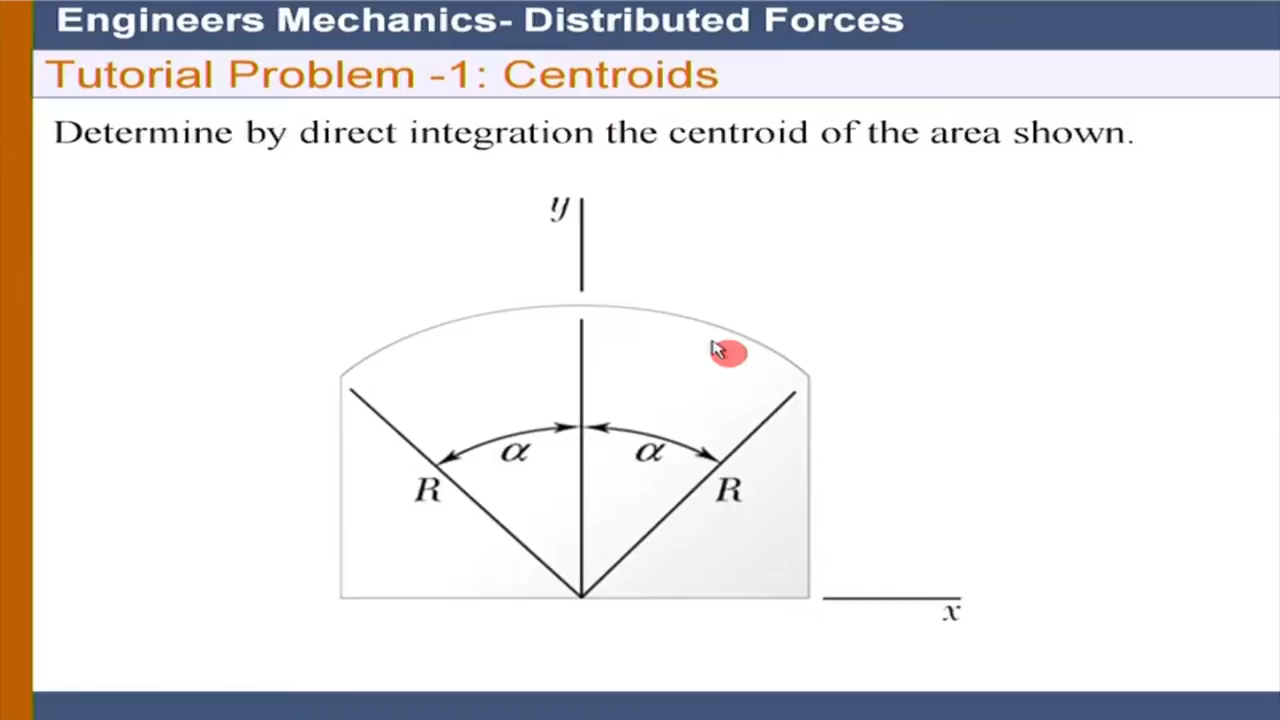 Engineers Mechanics- Distributed Forces
Tutorial Problem -1: Centroids
Determine by direct integration the centroid of the area shown.
y
α α
R R
x